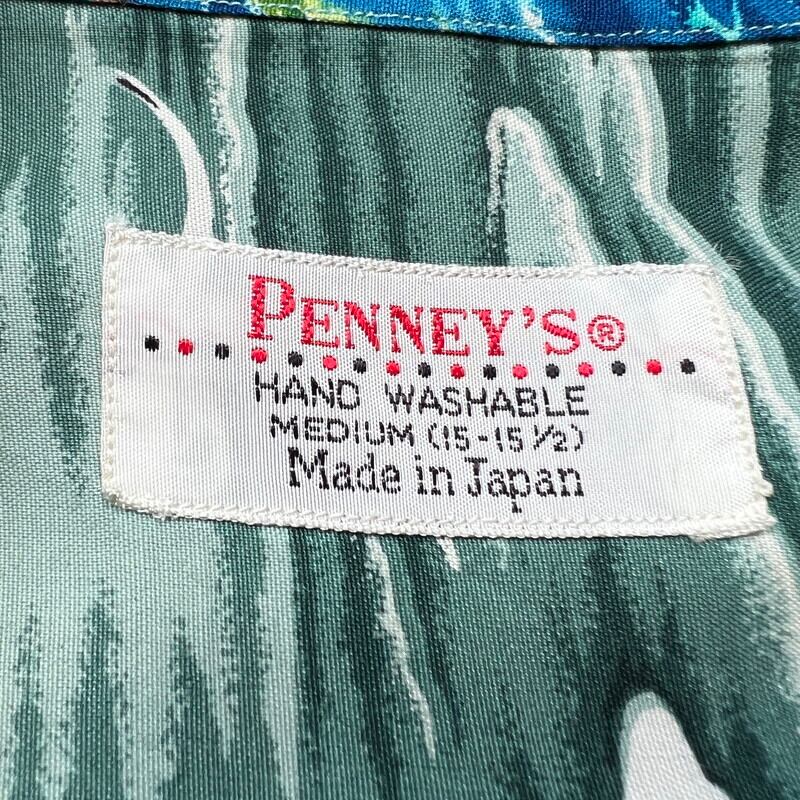 PENNEY'S®
HAND WASHABLE
MEDIUM (15-15 1/2)
Made in Japan